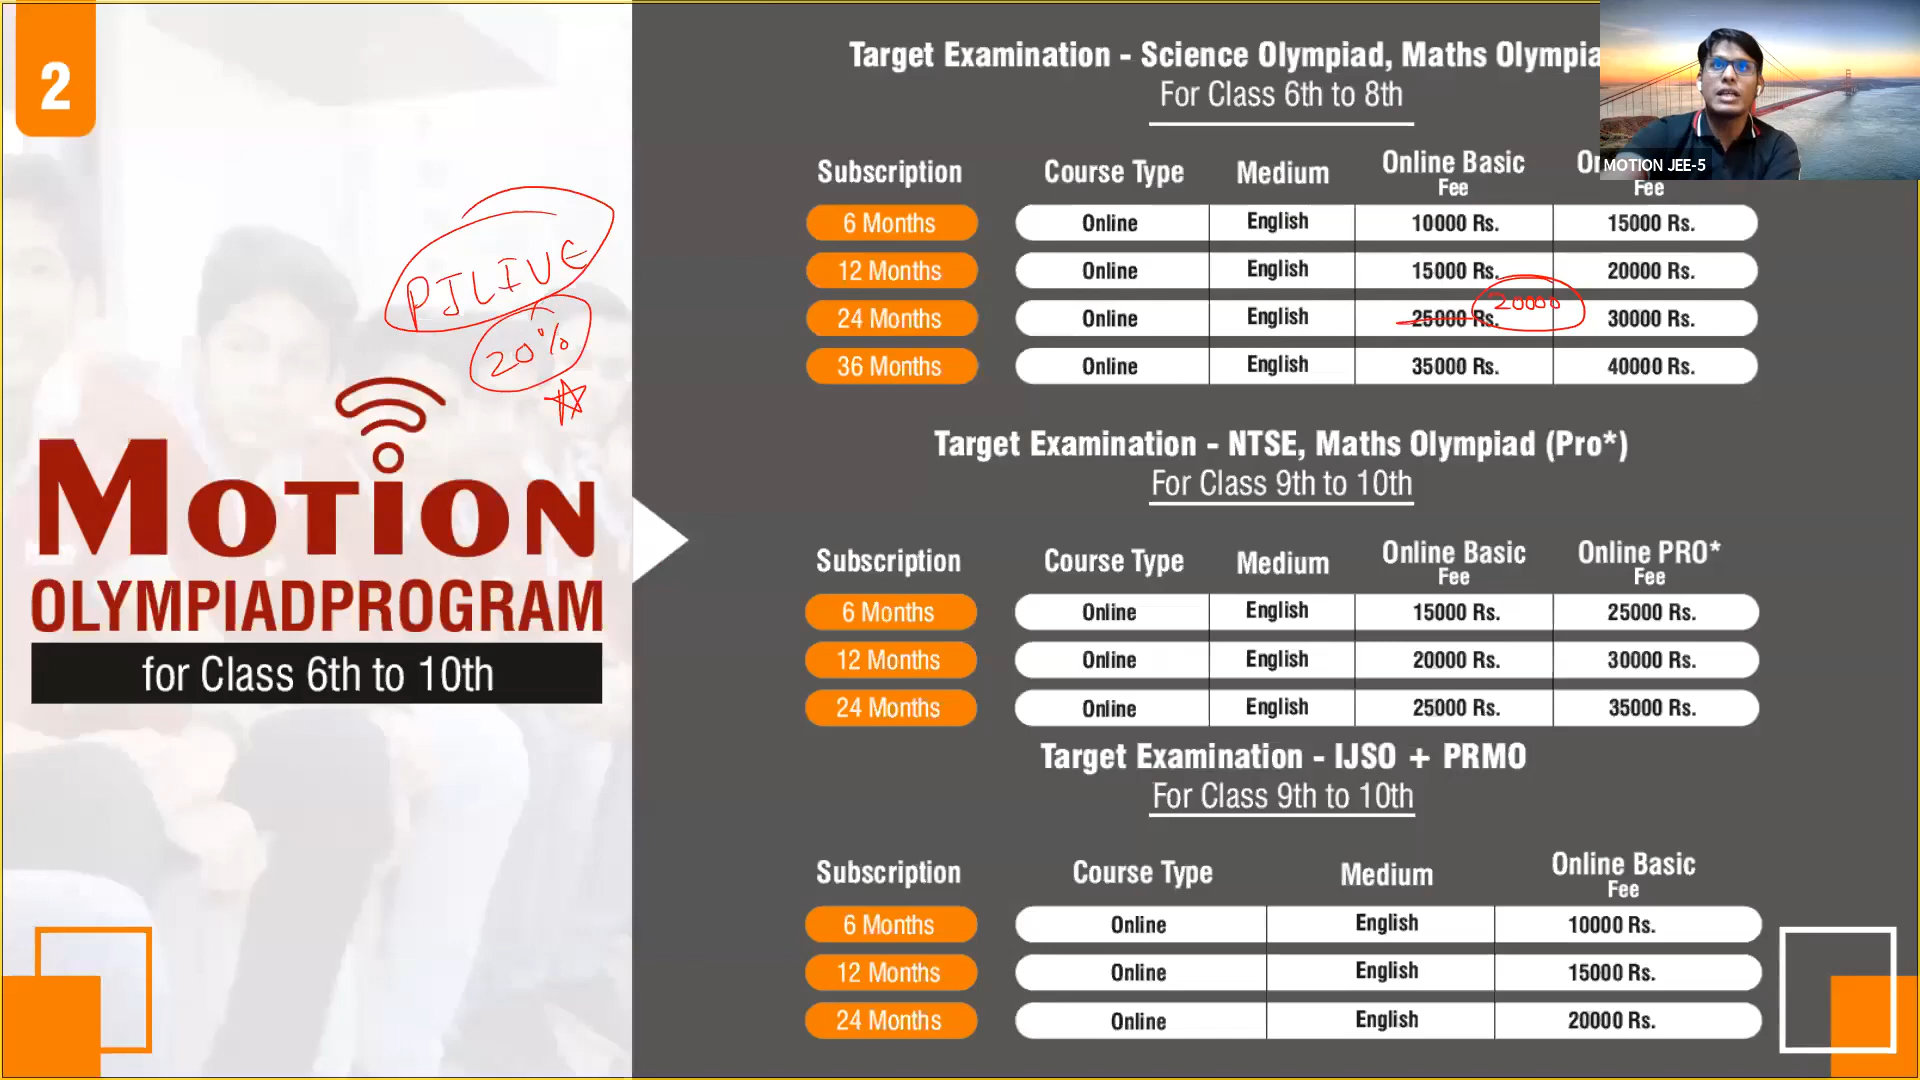 2
PJLIVE
20%
MOTION
OLYMPIADPROGRAM
for Class 6th to 10th
Target Examination - Science Olympiad, Maths
For Class 6th to 8th
Subscription Course Type Medium Online Basic Fee Fee
6 Months Online English 10000 Rs. 15000 Rs.
12 Months Online English 15000 Rs. 20000 Rs.
24 Months Online English 25000 Rs. 20000 30000 Rs.
36 Months Online English 35000 Rs. 40000 Rs.
Target Examination - NTSE, Maths Olympiad (Pro*)
For Class 9th to 10th
Subscription Course Type Medium Online Basic Fee Online PRO* Fee
6 Months Online English 15000 Rs. 25000 Rs.
12 Months Online English 20000 Rs. 30000 Rs.
24 Months Online English 25000 Rs. 35000 Rs.
Target Examination - IJSO + PRMO
For Class 9th to 10th
Subscription Course Type Medium Online Basic Fee
6 Months Online English 10000 Rs.
12 Months Online English 15000 Rs.
24 Months Online English 20000 Rs.
MOTION JEE-5